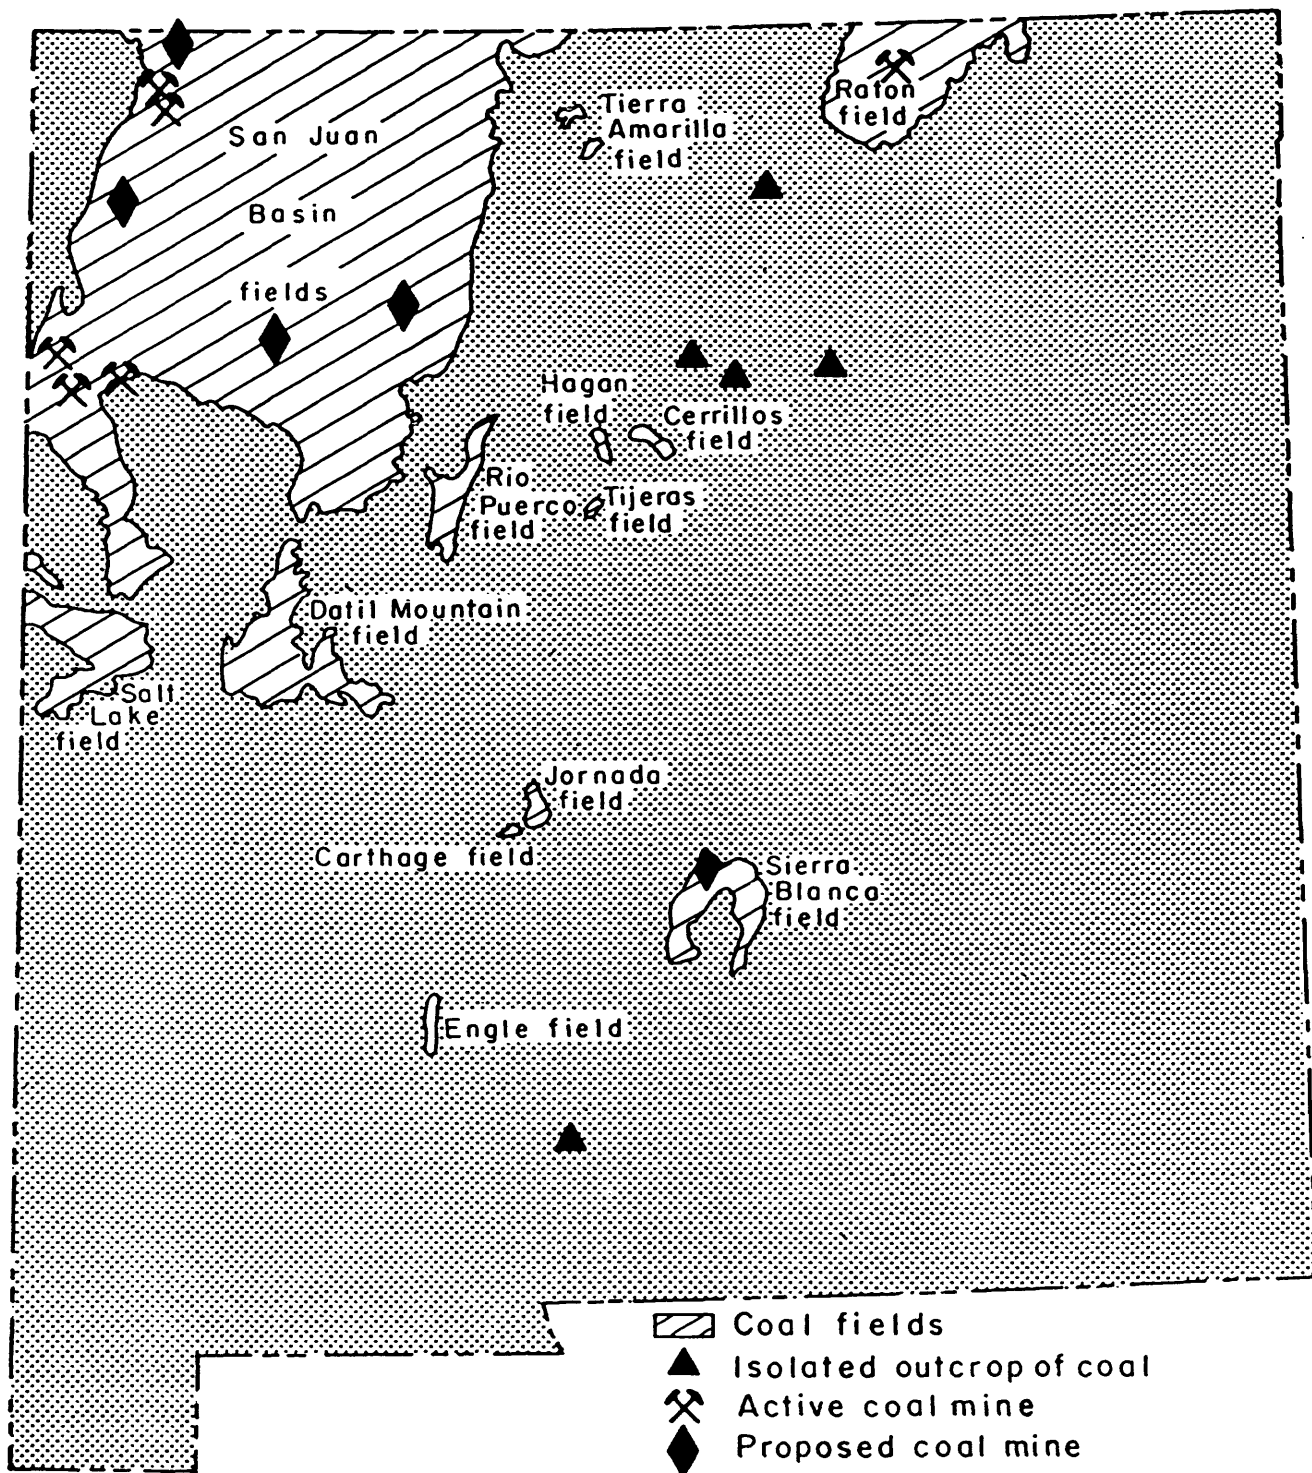 San Juan
Basin
fields
Tierra
Amarilla
field
Raton
field
Hagan
field
Cerrillos
field
Rio
Puerco
field
Tijeras
field
Datil Mountain
field
Salt
Lake
field
Jornada
field
Carthage field
Sierra
Blanca
field
Engle field
Coal fields
Isolated outcrop of coal
Active coal mine
Proposed coal mine